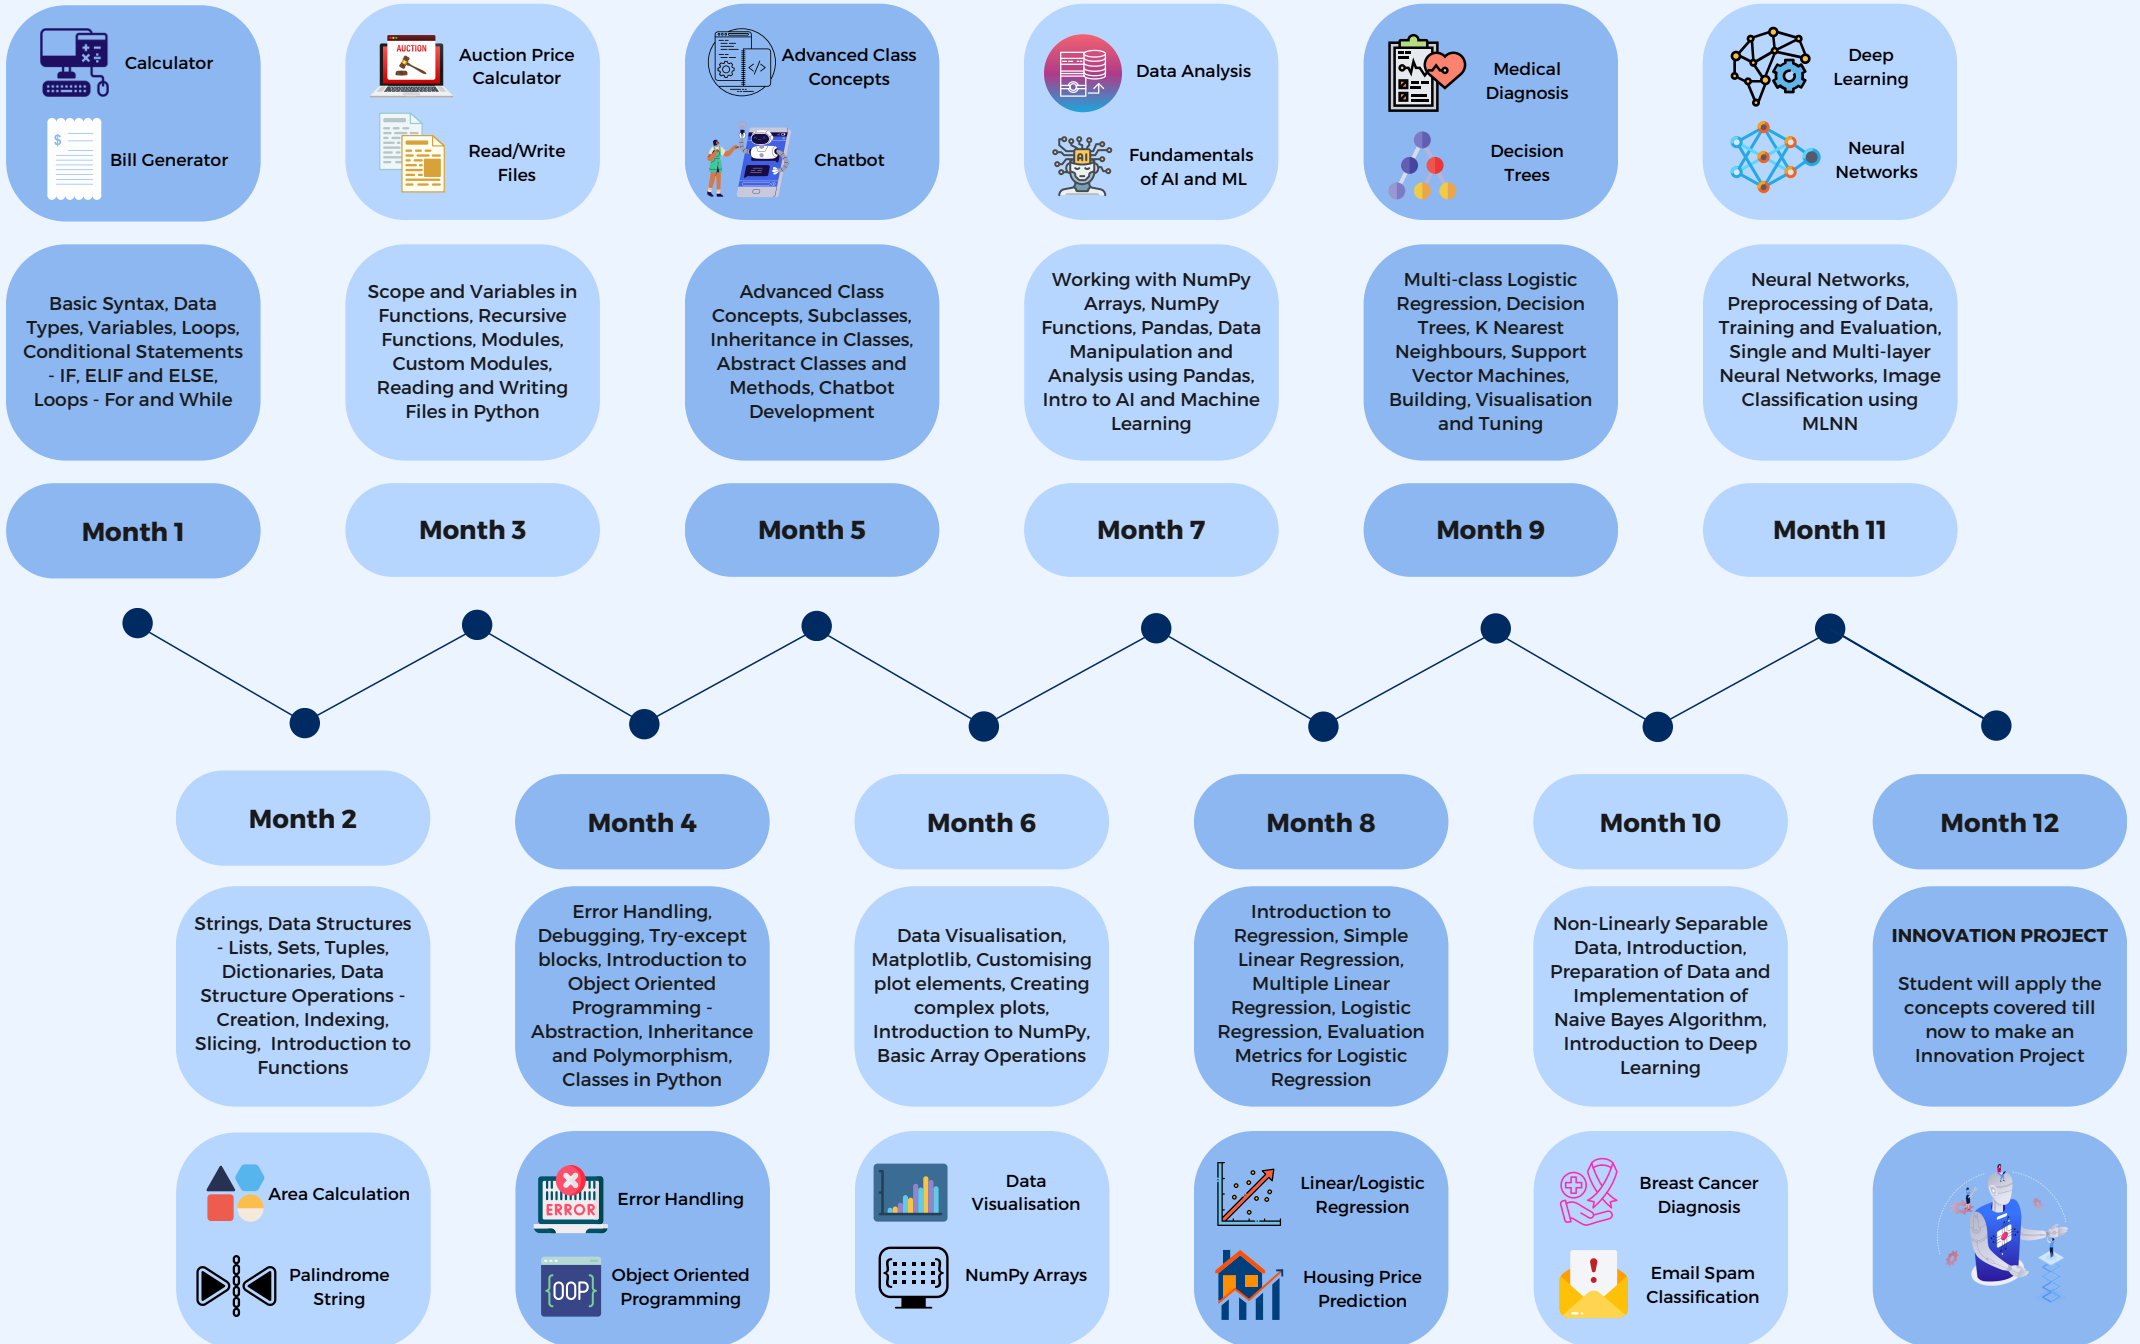 Calculator
Bill Generator
Basic Syntax, Data
Types, Variables, Loops,
Conditional Statements
- IF, ELIF and ELSE,
Loops - For and While
Month 1
AUCTION
Auction Price
Calculator
Read/Write
Files
Scope and Variables in
Functions, Recursive
Functions, Modules,
Custom Modules,
Reading and Writing
Files in Python
Month 3
Advanced Class
Concepts
Chatbot
Advanced Class
Concepts, Subclasses,
Inheritance in Classes,
Abstract Classes and
Methods, Chatbot
Development
Month 5
Data Analysis
AI
Fundamentals
of AI and ML
Working with NumPy
Arrays, NumPy
Functions, Pandas, Data
Manipulation and
Analysis using Pandas,
Intro to AI and Machine
Learning
Month 7
Medical
Diagnosis
Decision
Trees
Multi-class Logistic
Regression, Decision
Trees, K Nearest
Neighbours, Support
Vector Machines,
Building, Visualisation
and Tuning
Month 9
Deep
Learning
Neural
Networks
Neural Networks,
Preprocessing of Data,
Training and Evaluation,
Single and Multi-layer
Neural Networks, Image
Classification using
MLNN
Month 11
Month 2
Strings, Data Structures
- Lists, Sets, Tuples,
Dictionaries, Data
Structure Operations -
Creation, Indexing,
Slicing, Introduction to
Functions
Area Calculation
Palindrome
String
Month 4
Error Handling,
Debugging, Try-except
blocks, Introduction to
Object Oriented
Programming -
Abstraction, Inheritance
and Polymorphism,
Classes in Python
ERROR
Error Handling
{OOP}
Object Oriented
Programming
Month 6
Data Visualisation,
Matplotlib, Customising
plot elements, Creating
complex plots,
Introduction to NumPy,
Basic Array Operations
Data
Visualisation
NumPy Arrays
Month 8
Introduction to
Regression, Simple
Linear Regression,
Multiple Linear
Regression, Logistic
Regression, Evaluation
Metrics for Logistic
Regression
Linear/Logistic
Regression
Housing Price
Prediction
Month 10
Non-Linearly Separable
Data, Introduction,
Preparation of Data and
Implementation of
Naive Bayes Algorithm,
Introduction to Deep
Learning
Breast Cancer
Diagnosis
Email Spam
Classification
Month 12
INNOVATION PROJECT
Student will apply the
concepts covered till
now to make an
Innovation Project